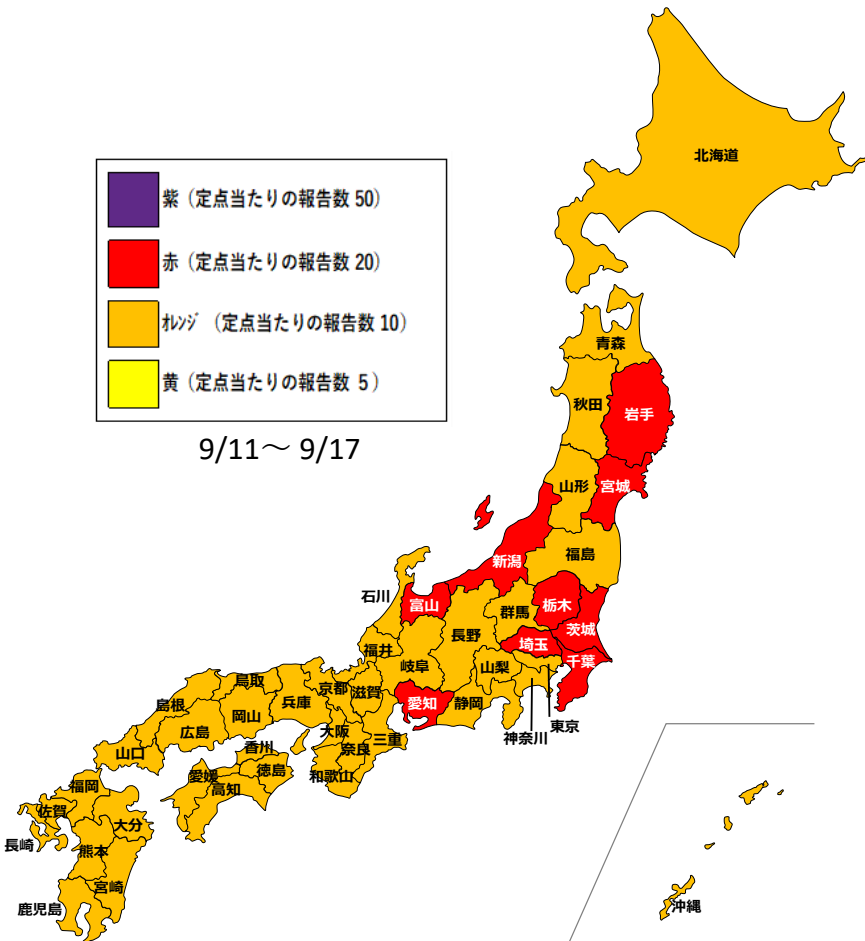 北海道
紫（定点当たりの報告数 50）
赤（定点当たりの報告数 20）
ｵﾚﾝｼﾞ（定点当たりの報告数 10）
黄（定点当たりの報告数 5 ）
9/11～ 9/17
青森
秋田
岩手
山形
宮城
福島
新潟
石川
富山
群馬
栃木
茨城
長野
埼玉
千葉
福井
岐阜
山梨
東京
神奈川
静岡
愛知
鳥取
京都
滋賀
兵庫
島根
岡山
広島
大阪
奈良
三重
和歌山
山口
香川
徳島
愛媛
高知
福岡
佐賀
大分
長崎
熊本
宮崎
鹿児島
沖縄